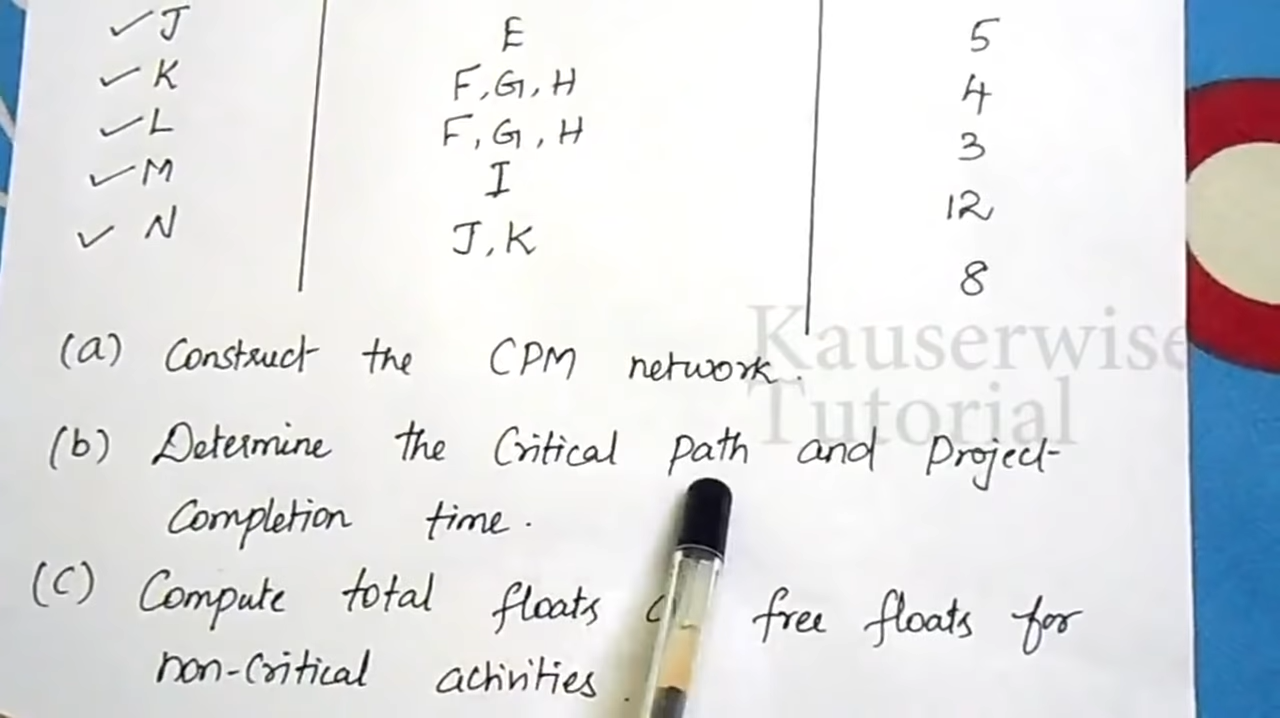 ✓ J E 5
✓ K F, G, H 4
✓ L F, G, H 3
✓ M I 12
✓ N J, K 8
(a) Construct the CPM network.
(b) Determine the Critical path and Project
Completion time.
(C) Compute total floats free floats for
non-Critical activities.
Kauserwise
Tutorial